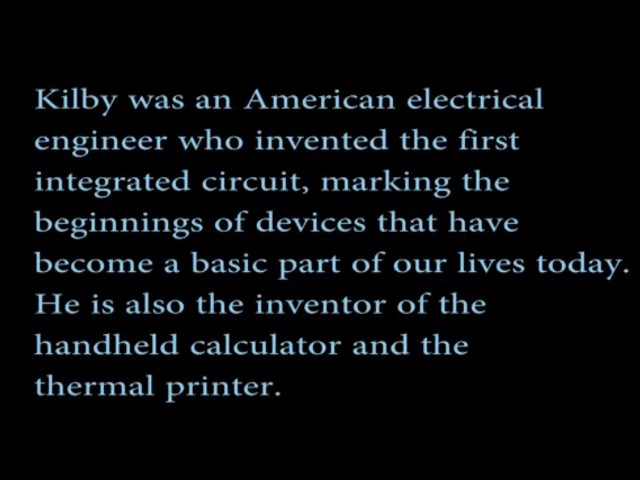 Kilby was an American electrical
engineer who invented the first
integrated circuit, marking the
beginnings of devices that have
become a basic part of our lives today.
He is also the inventor of the
handheld calculator and the
thermal printer.